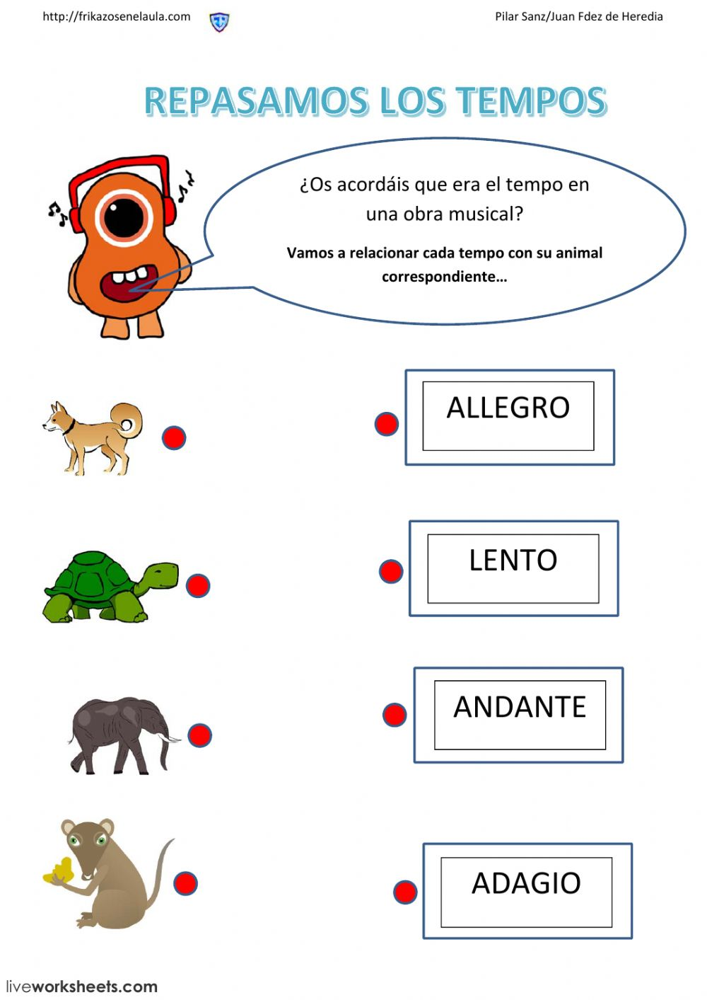 http://frikazosenelaula.com
Pilar Sanz/Juan Fdez de Heredia
REPASAMOS LOS TEMPOS
¿Os acordáis que era el tempo en
una obra musical?
Vamos a relacionar cada tempo con su animal
correspondiente...
ALLEGRO
LENTO
ANDANTE
ADAGIO
liveworksheets.com